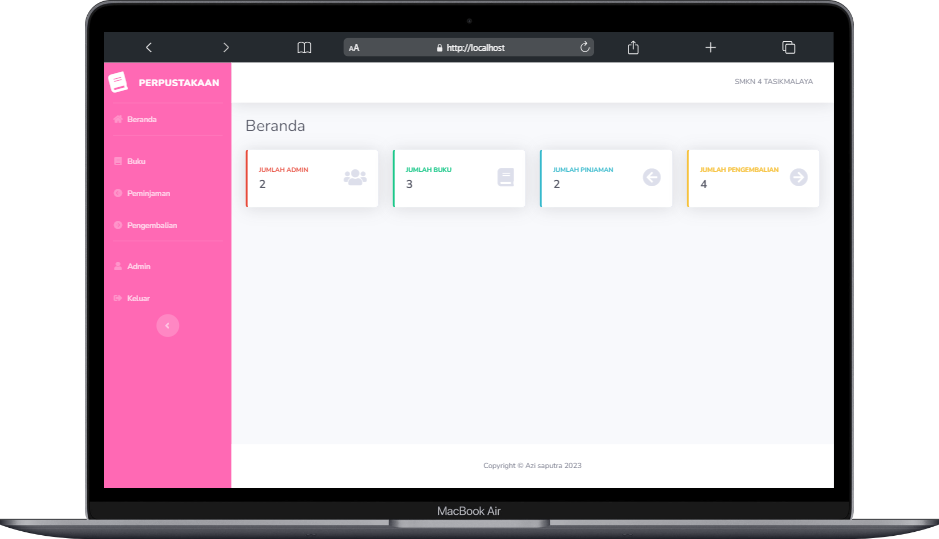 AA
http://localhost
PERPUSTAKAAN
SMKN 4 TASIKMALAYA
Beranda
Buku
Peminjaman
Pengembalian
Admin
Keluar
Beranda
JUMLAH ADMIN
2
JUMLAH BUKU
3
JUMLAH PINJAMAN
2
JUMLAH PENGEMBALIAN
4
Copyright © Azi saputra 2023
MacBook Air